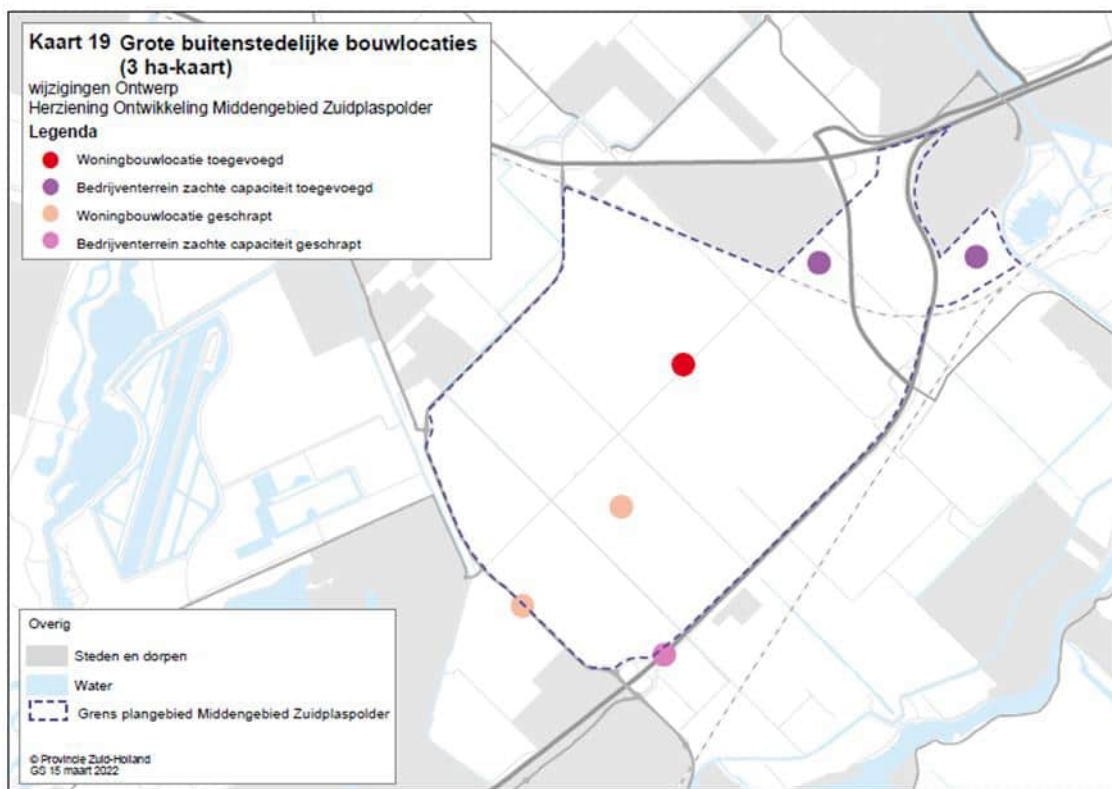 Kaart 19 Grote buitenstedelijke bouwlocaties
(3 ha-kaart)
wijzigingen Ontwerp
Herziening Ontwikkeling Middengebied Zuidplaspolder
Legenda
Woningbouwlocatie toegevoegd
Bedrijventerrein zachte capaciteit toegevoegd
Woningbouwlocatie geschrapt
Bedrijventerrein zachte capaciteit geschrapt
Overig
Steden en dorpen
Water
Grens plangebied Middengebied Zuidplaspolder
© Provincie Zuid-Holland
GS 15 maart 2022